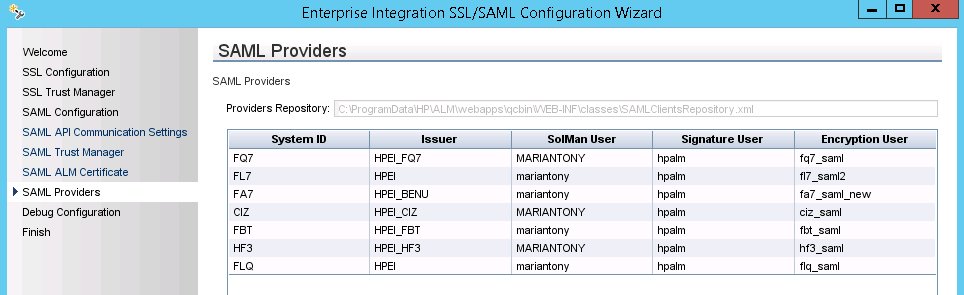 Enterprise Integration SSL/SAML Configuration Wizard
Welcome
SSL Configuration
SSL Trust Manager
SAML Configuration
SAML API Communication Settings
SAML Trust Manager
SAML ALM Certificate
SAML Providers
Debug Configuration
Finish
SAML Providers
SAML Providers
Providers Repository: C:\ProgramData\HP\ALM\webapps\qcbin\WEB-INF\classes\SAMLClientsRepository.xml
System ID Issuer SolMan User Signature User Encryption User
FQ7 HPEI_FQ7 MARIANTONY hpalm fq7_saml
FL7 HPEI mariantony hpalm fl7_saml2
FA7 HPEI_BENU mariantony hpalm fa7_saml_new
CIZ HPEI_CIZ MARIANTONY hpalm ciz_saml
FBT HPEI_FBT mariantony hpalm fbt_saml
HF3 HPEI_HF3 MARIANTONY hpalm hf3_saml
FLQ HPEI mariantony hpalm flq_saml